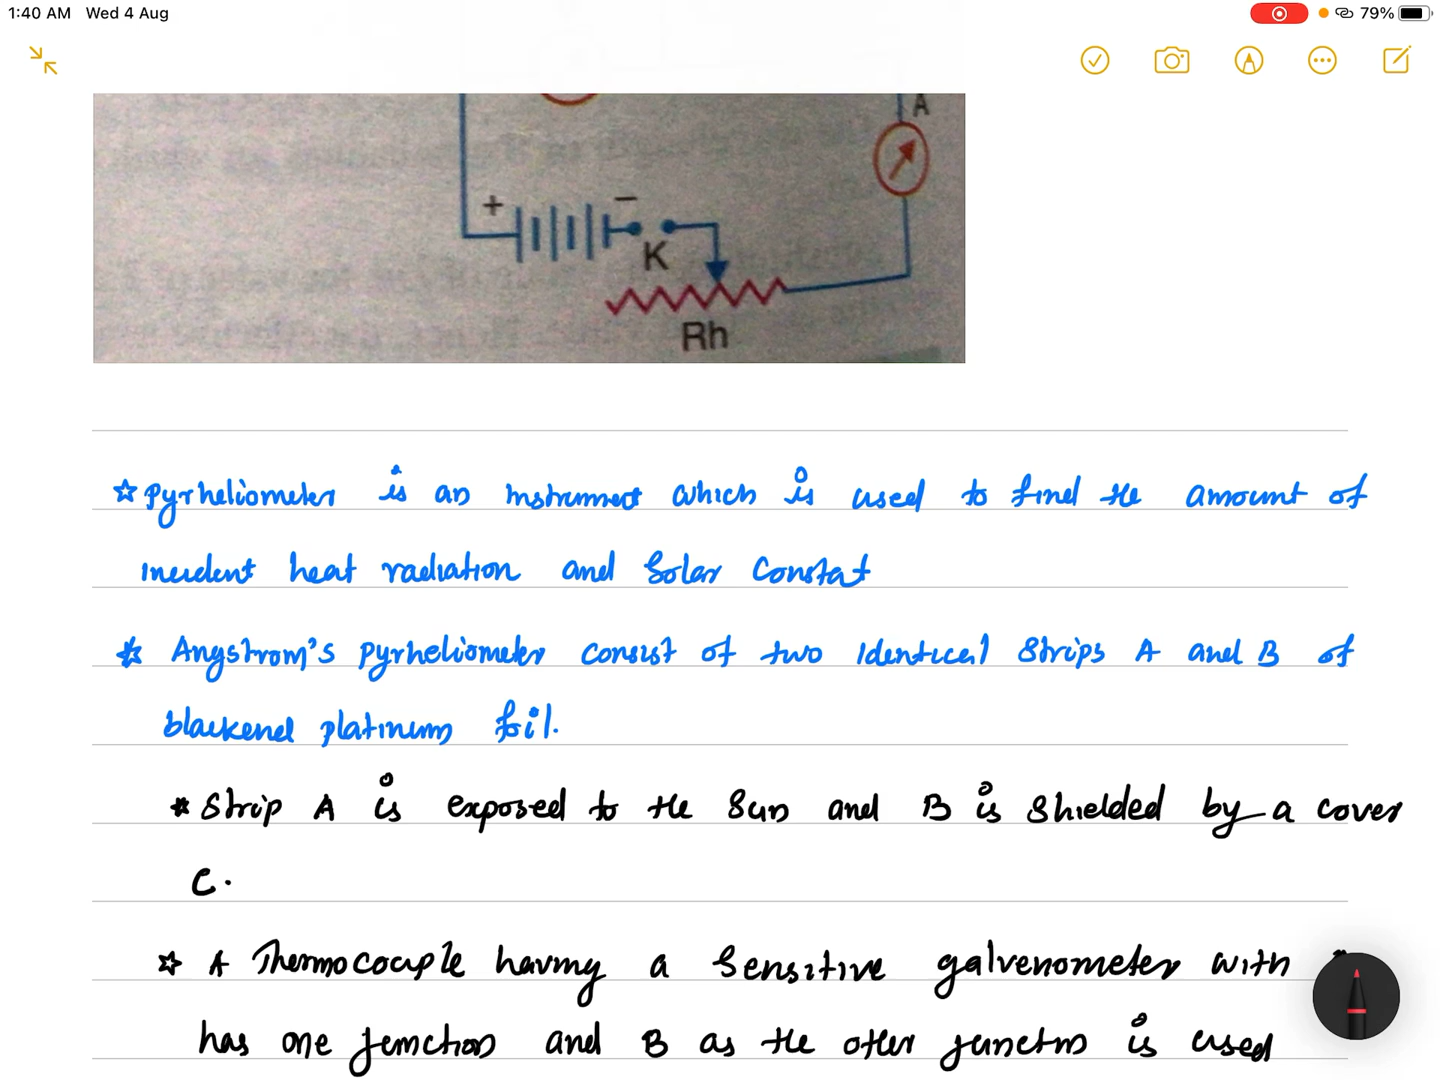 1:40 AM Wed 4 Aug
79%
A
+ −
K
Rh
☆ Pyrheliometer is an Instrument which is used to find the amount of
incident heat radiation and Solar Constat
☆ Angstrom's pyrheliometer consist of two Identical Strips A and B of
blackened platinum foil.
* Strip A is exposed to the Sun and B is shielded by a cover
C.
☆ A Thermocouple having a sensitive galvenometer with
has one junction and B as the other junctn is used